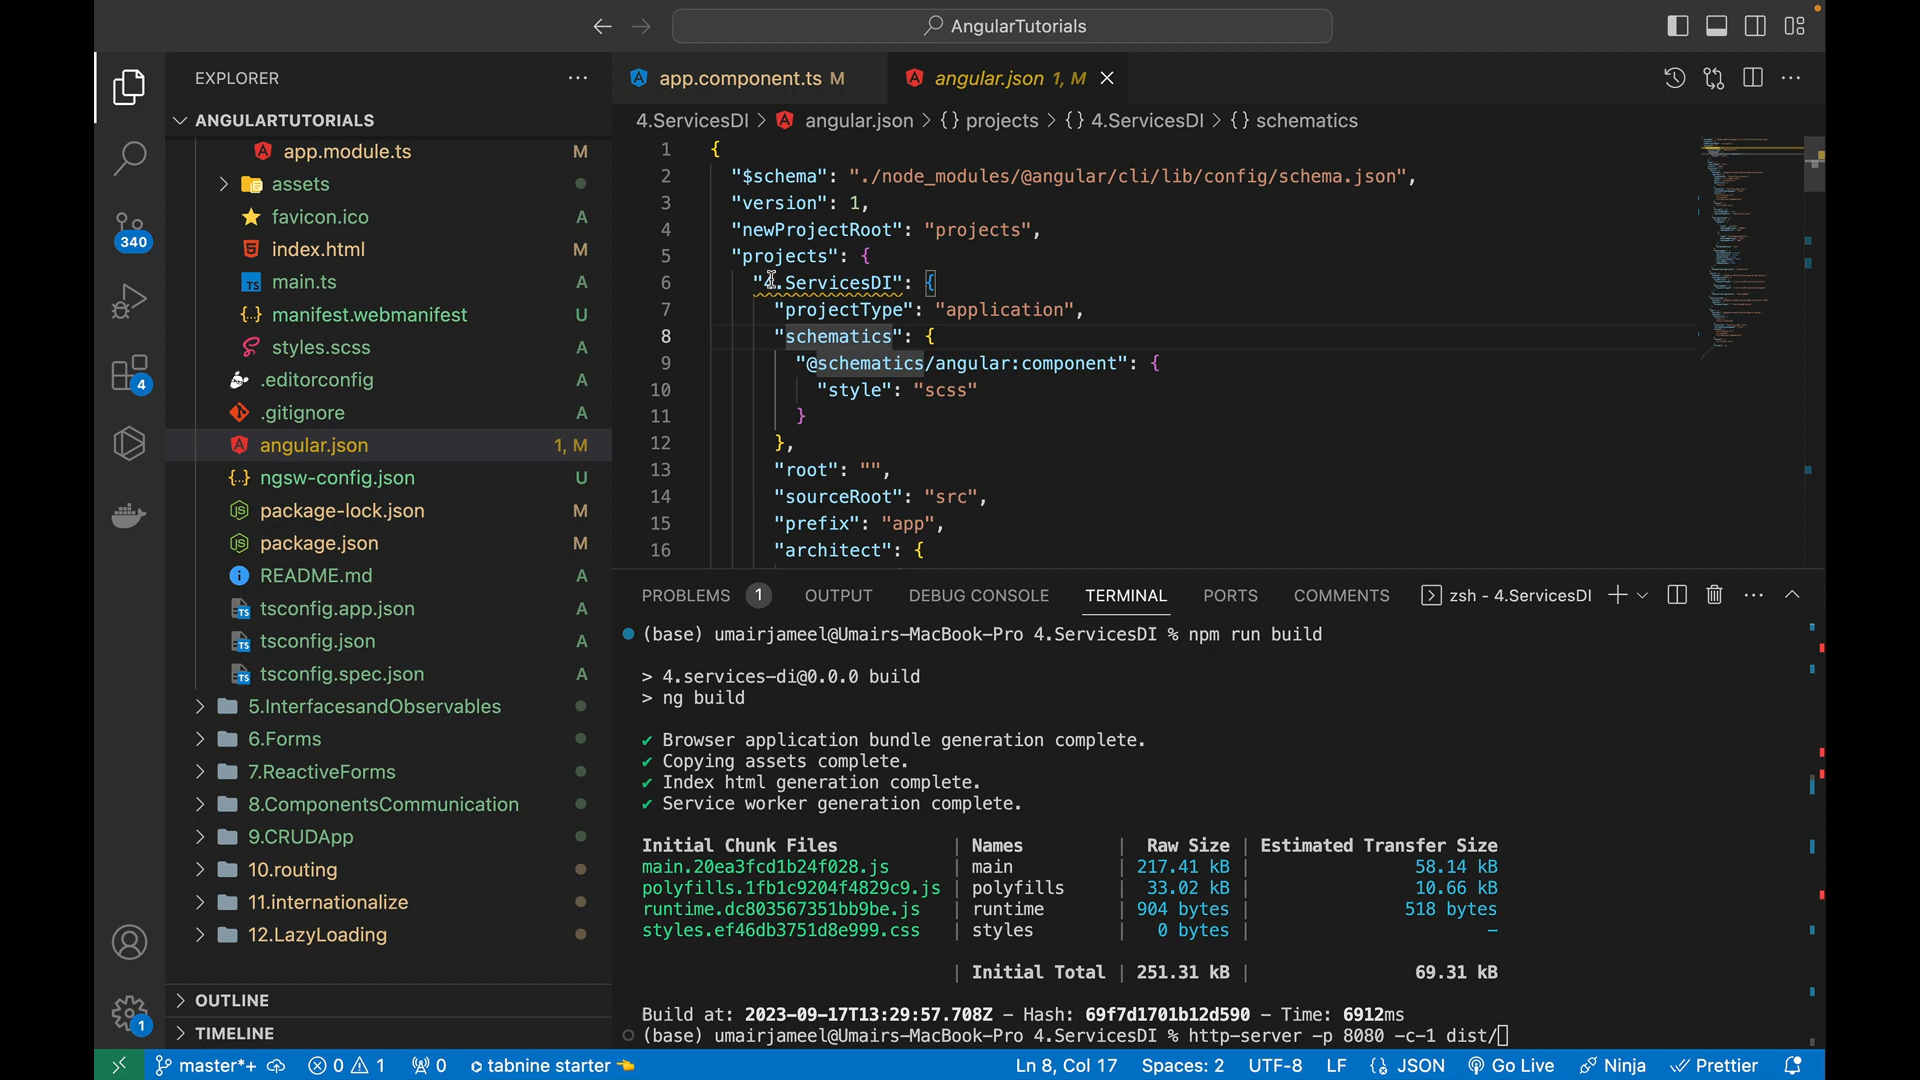 AngularTutorials
EXPLORER
ANGULARTUTORIALS
app.module.ts M
assets
favicon.ico A
index.html M
main.ts A
manifest.webmanifest U
styles.scss A
.editorconfig A
.gitignore A
angular.json 1, M
ngsw-config.json U
package-lock.json M
package.json M
README.md A
tsconfig.app.json A
tsconfig.json A
tsconfig.spec.json A
5.InterfacesandObservables
6.Forms
7.ReactiveForms
8.ComponentsCommunication
9.CRUDApp
10.routing
11.internationalize
12.LazyLoading
OUTLINE
TIMELINE
340
4
1
app.component.ts M
angular.json 1, M
4.ServicesDI > angular.json > {} projects > {} 4.ServicesDI > {} schematics
1 {
2 "$schema": "./node_modules/@angular/cli/lib/config/schema.json",
3 "version": 1,
4 "newProjectRoot": "projects",
5 "projects": {
6 "4.ServicesDI": {
7 "projectType": "application",
8 "schematics": {
9 "@schematics/angular:component": {
10 "style": "scss"
11 }
12 },
13 "root": "",
14 "sourceRoot": "src",
15 "prefix": "app",
16 "architect": {
PROBLEMS 1 OUTPUT DEBUG CONSOLE TERMINAL PORTS COMMENTS zsh - 4.ServicesDI
(base) umairjameel@Umairs-MacBook-Pro 4.ServicesDI % npm run build
> 4.services-di@0.0.0 build
> ng build
✔ Browser application bundle generation complete.
✔ Copying assets complete.
✔ Index html generation complete.
✔ Service worker generation complete.
Initial Chunk Files | Names | Raw Size | Estimated Transfer Size
main.20ea3fcd1b24f028.js | main | 217.41 kB | 58.14 kB
polyfills.1fb1c9204f4829c9.js | polyfills | 33.02 kB | 10.66 kB
runtime.dc803567351bb9be.js | runtime | 904 bytes | 518 bytes
styles.ef46db3751d8e999.css | styles | 0 bytes | -
| Initial Total | 251.31 kB | 69.31 kB
Build at: 2023-09-17T13:29:57.708Z - Hash: 69f7d1701b12d590 - Time: 6912ms
(base) umairjameel@Umairs-MacBook-Pro 4.ServicesDI % http-server -p 8080 -c-1 dist/
master*+ 0 1 0 tabnine starter Ln 8, Col 17 Spaces: 2 UTF-8 LF {} JSON Go Live Ninja Prettier